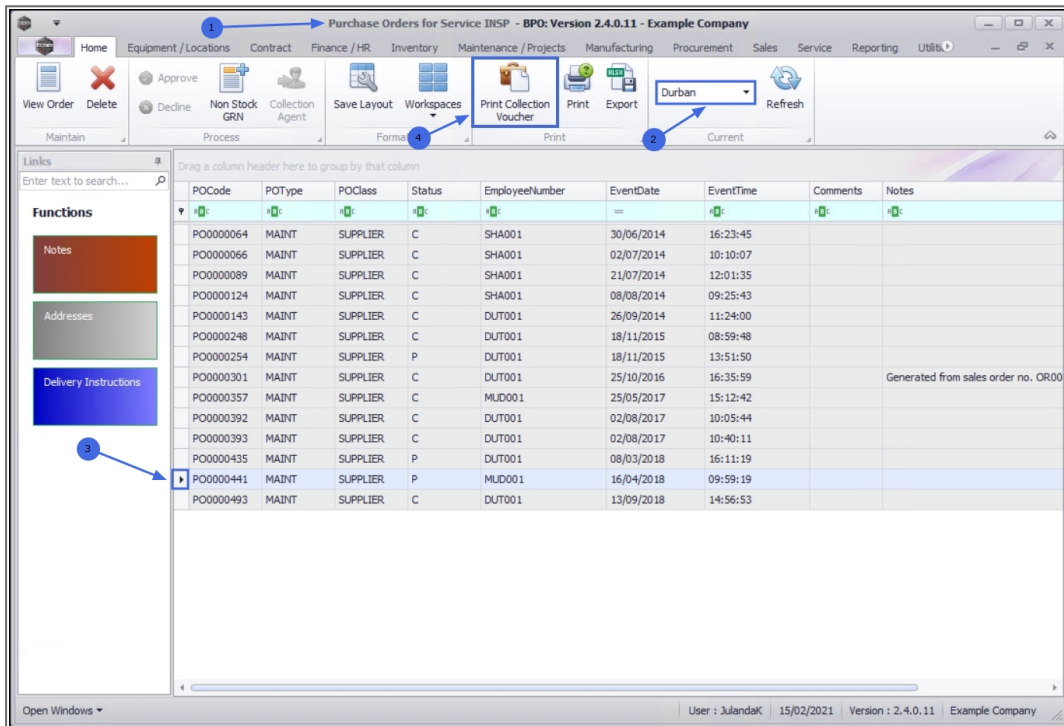 1
Purchase Orders for Service INSP - BPO: Version 2.4.0.11 - Example Company
Home Equipment / Locations Contract Finance / HR Inventory Maintenance / Projects Manufacturing Procurement Sales Service Reporting
View Order Delete Approve Decline Non Stock GRN Collection Agent Save Layout Workspaces Print Collection Voucher Print Export Durban Refresh
Maintain Process Print Current
4
2
Links
Enter text to search...
Functions
Notes
Addresses
Delivery Instructions
3
Drag a column header here to group by that column
POCode POType POClass Status EmployeeNumber EventDate EventTime Comments Notes
PO0000064 MAINT SUPPLIER C SHA001 30/06/2014 16:23:45
PO0000066 MAINT SUPPLIER C SHA001 02/07/2014 10:10:07
PO0000089 MAINT SUPPLIER C SHA001 21/07/2014 12:01:35
PO0000124 MAINT SUPPLIER C SHA001 08/08/2014 09:25:43
PO0000143 MAINT SUPPLIER C DUT001 26/09/2014 11:24:00
PO0000248 MAINT SUPPLIER C DUT001 18/11/2015 08:59:48
PO0000254 MAINT SUPPLIER P DUT001 18/11/2015 13:51:50
PO0000301 MAINT SUPPLIER C DUT001 25/10/2016 16:35:59 Generated from sales order no. OR00
PO0000357 MAINT SUPPLIER C MUD001 25/05/2017 15:12:42
PO0000392 MAINT SUPPLIER C DUT001 02/08/2017 10:05:44
PO0000393 MAINT SUPPLIER C DUT001 02/08/2017 10:40:11
PO0000435 MAINT SUPPLIER P DUT001 08/03/2018 16:11:19
PO0000441 MAINT SUPPLIER P MUD001 16/04/2018 09:59:19
PO0000493 MAINT SUPPLIER C DUT001 13/09/2018 14:56:53
Open Windows User : JulandaK 15/02/2021 Version : 2.4.0.11 Example Company